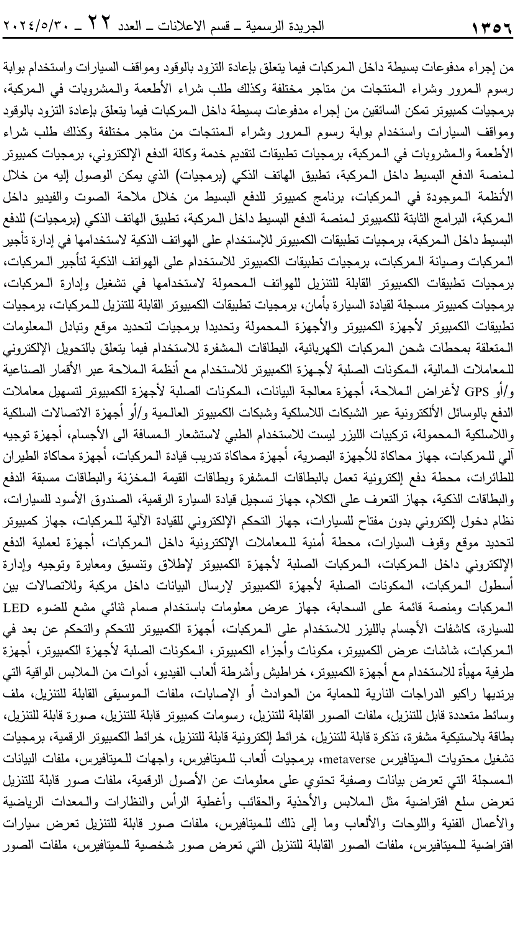 ١٣٥٦ الجريدة الرسمية ـ قسم الاعلانات ـ العدد ٢٢ ـ ٢٠٢٤/٥/٣٠
من إجراء مدفوعات بسيطة داخل المركبات فيما يتعلق بإعادة التزود بالوقود ومواقف السيارات واستخدام بوابة
رسوم المرور وشراء المنتجات من متاجر مختلفة وكذلك طلب شراء الأطعمة والمشروبات في المركبة،
برمجيات كمبيوتر تمكن السائقين من إجراء مدفوعات بسيطة داخل المركبات فيما يتعلق بإعادة التزود بالوقود
ومواقف السيارات واستخدام بوابة رسوم المرور وشراء المنتجات من متاجر مختلفة وكذلك طلب شراء
الأطعمة والمشروبات في المركبة، برمجيات تطبيقات لتقديم خدمة وكالة الدفع الإلكتروني، برمجيات كمبيوتر
لمنصة الدفع البسيط داخل المركبة، تطبيق الهاتف الذكي (برمجيات) الذي يمكن الوصول إليه من خلال
الأنظمة الموجودة في المركبات، برنامج كمبيوتر للدفع البسيط من خلال ملاحة الصوت والفيديو داخل
المركبة، البرامج الثابتة للكمبيوتر لمنصة الدفع البسيط داخل المركبة، تطبيق الهاتف الذكي (برمجيات) للدفع
البسيط داخل المركبة، برمجيات تطبيقات الكمبيوتر للإستخدام على الهواتف الذكية لاستخدامها في إدارة تأجير
المركبات وصيانة المركبات، برمجيات تطبيقات الكمبيوتر للاستخدام على الهواتف الذكية لتأجير المركبات،
برمجيات تطبيقات الكمبيوتر القابلة للتنزيل للهواتف المحمولة لاستخدامها في تشغيل وإدارة المركبات،
برمجيات كمبيوتر مسجلة لقيادة السيارة بأمان، برمجيات تطبيقات الكمبيوتر القابلة للتنزيل للمركبات، برمجيات
تطبيقات الكمبيوتر لأجهزة الكمبيوتر والأجهزة المحمولة وتحديدا برمجيات لتحديد موقع وتبادل المعلومات
المتعلقة بمحطات شحن المركبات الكهربائية، البطاقات المشفرة للاستخدام فيما يتعلق بالتحويل الإلكتروني
للمعاملات المالية، المكونات الصلبة لأجهزة الكمبيوتر للاستخدام مع أنظمة الملاحة عبر الأقمار الصناعية
و/أو GPS لأغراض الملاحة، أجهزة معالجة البيانات، المكونات الصلبة لأجهزة الكمبيوتر لتسهيل معاملات
الدفع بالوسائل الألكترونية عبر الشبكات اللاسلكية وشبكات الكمبيوتر العالمية و/أو أجهزة الاتصالات السلكية
واللاسلكية المحمولة، تركيبات الليزر ليست للاستخدام الطبي لاستشعار المسافة الى الأجسام، أجهزة توجيه
آلي للمركبات، جهاز محاكاة للأجهزة البصرية، أجهزة محاكاة تدريب قيادة المركبات، أجهزة محاكاة الطيران
للطائرات، محطة دفع إلكترونية تعمل بالبطاقات المشفرة وبطاقات القيمة المخزنة والبطاقات مسبقة الدفع
والبطاقات الذكية، جهاز التعرف على الكلام، جهاز تسجيل قيادة السيارة الرقمية، الصندوق الأسود للسيارات،
نظام دخول إلكتروني بدون مفتاح للسيارات، جهاز التحكم الإلكتروني للقيادة الآلية للمركبات، جهاز كمبيوتر
لتحديد موقع وقوف السيارات، محطة أمنية للمعاملات الإلكترونية داخل المركبات، أجهزة لعملية الدفع
الإلكتروني داخل المركبات، المركبات الصلبة لأجهزة الكمبيوتر لإطلاق وتنسيق ومعايرة وتوجيه وإدارة
أسطول المركبات، المكونات الصلبة لأجهزة الكمبيوتر لإرسال البيانات داخل مركبة وللاتصالات بين
المركبات ومنصة قائمة على السحابة، جهاز عرض معلومات باستخدام صمام ثنائي مشع للضوء LED
للسيارة، كاشفات الأجسام بالليزر للاستخدام على المركبات، أجهزة الكمبيوتر للتحكم والتحكم عن بعد في
المركبات، شاشات عرض الكمبيوتر، مكونات وأجزاء الكمبيوتر، المكونات الصلبة لأجهزة الكمبيوتر، أجهزة
طرفية مهيأة للاستخدام مع أجهزة الكمبيوتر، خراطيش وأشرطة ألعاب الفيديو، أدوات من الملابس الواقية التي
يرتديها راكبو الدراجات النارية للحماية من الحوادث أو الإصابات، ملفات الموسيقى القابلة للتنزيل، ملف
وسائط متعددة قابل للتنزيل، ملفات الصور القابلة للتنزيل، رسومات كمبيوتر قابلة للتنزيل، صورة قابلة للتنزيل،
بطاقة بلاستيكية مشفرة، تذكرة قابلة للتنزيل، خرائط إلكترونية قابلة للتنزيل، خرائط الكمبيوتر الرقمية، برمجيات
تشغيل محتويات الميتافيرس metaverse، برمجيات ألعاب للميتافيرس، واجهات للميتافيرس، ملفات البيانات
المسجلة التي تعرض بيانات وصفية تحتوي على معلومات عن الأصول الرقمية، ملفات صور قابلة للتنزيل
تعرض سلع افتراضية مثل الملابس والأحذية والحقائب وأغطية الرأس والنظارات والمعدات الرياضية
والأعمال الفنية واللوحات والألعاب وما إلى ذلك للميتافيرس، ملفات صور قابلة للتنزيل تعرض سيارات
افتراضية للميتافيرس، ملفات الصور القابلة للتنزيل التي تعرض صور شخصية للميتافيرس، ملفات الصور